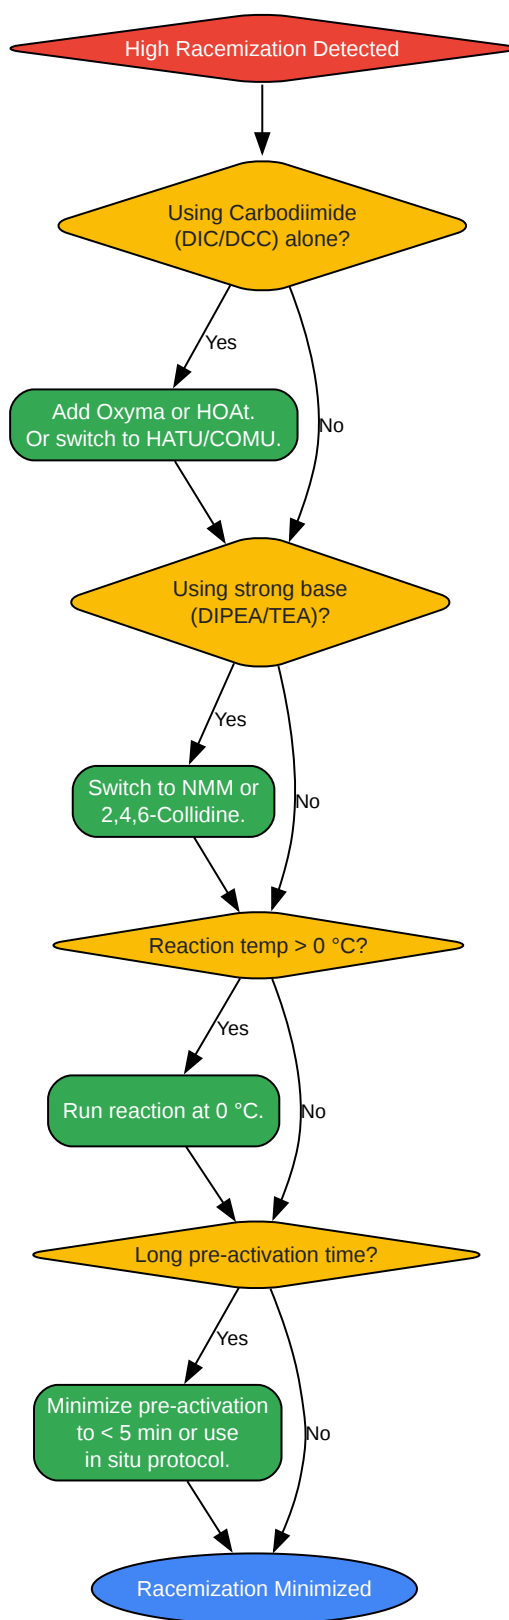 High Racemization Detected
Using Carbodiimide
(DIC/DCC) alone?
Yes
No
Add Oxyma or HOAt.
Or switch to HATU/COMU.
Using strong base
(DIPEA/TEA)?
Yes
No
Switch to NMM or
2,4,6-Collidine.
Reaction temp > 0 °C?
Yes
No
Run reaction at 0 °C.
Long pre-activation time?
Yes
No
Minimize pre-activation
to < 5 min or use
in situ protocol.
Racemization Minimized